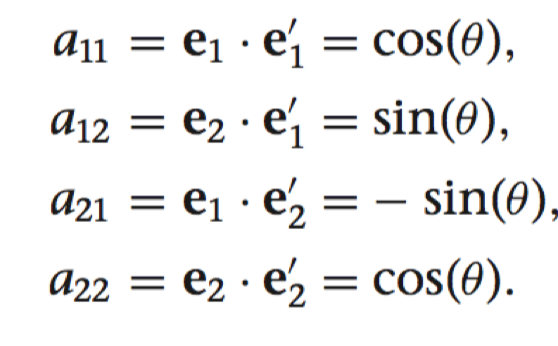 a₁₁ = e₁ · e′₁ = cos(θ),
a₁₂ = e₂ · e′₁ = sin(θ),
a₂₁ = e₁ · e′₂ = − sin(θ),
a₂₂ = e₂ · e′₂ = cos(θ).